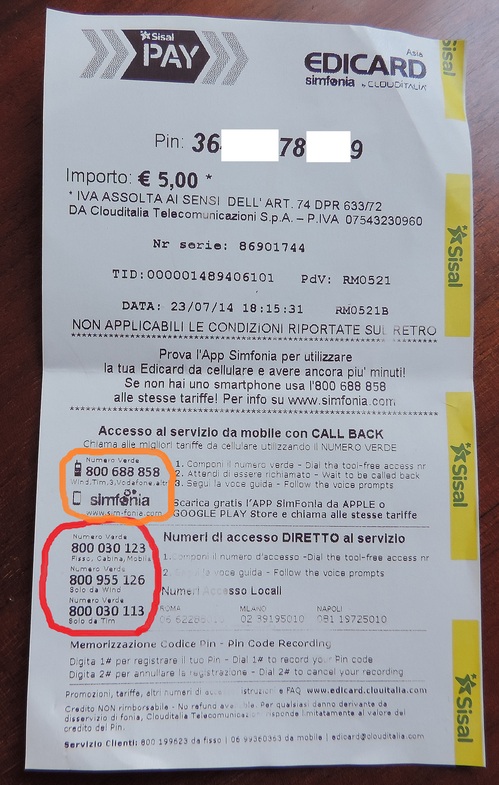 Sisal
PAY
Asia
EDICARD
simfonia by CLOUDITALIA
Pin: 36 78 9
Importo: € 5,00 *
* IVA ASSOLTA AI SENSI DELL' ART. 74 DPR 633/72
DA Clouditalia Telecomunicazioni S.p.A. – P.IVA 07543230960
Nr serie: 86901744
TID:000001489406101 PdV: RM0521
DATA: 23/07/14 18:15:31 RM0521B
NON APPLICABILI LE CONDIZIONI RIPORTATE SUL RETRO
Prova l'App Simfonia per utilizzare
la tua Edicard da cellulare e avere ancora piu' minuti!
Se non hai uno smartphone usa l'800 688 858
alle stesse tariffe! Per info su www.simfonia.com
Accesso al servizio da mobile con CALL BACK
Chiama alle migliori tariffe da cellulare utilizzando il NUMERO VERDE
Numero Verde
800 688 858
Wind,Tim,3,Vodafone,altri
simfonia
www.sim-fonia.com
1. Componi il numero verde - Dial the tool-free access nr
2. Attendi di essere richiamato - Wait to be called back
3. Segui la voce guida - Follow the voice prompts
Scarica gratis l'APP SimFonia da APPLE o
GOOGLE PLAY Store e chiama alle stesse tariffe
Numero Verde
800 030 123
Fisso, Cabina, Mobile
Numero Verde
800 955 126
Solo da Wind
Numero Verde
800 030 113
Solo da Tim
Numeri di accesso DIRETTO al servizio
1. Componi il numero d'accesso -Dial the tool-free access nr
2. la voce guida - Follow the voice prompts
Numeri Accesso Locali
ROMA MILANO NAPOLI
02 39195010 081 19725010
Memorizzazione Codice Pin - Pin Code Recording
Digita 1# per registrare il tuo Pin - Dial 1# to record your Pin code
Digita 2# per annullare la registrazione - Dial 2# to cancel your recording
Promozioni, tariffe, altri numeri di istruzioni e FAQ www.edicard.clouditalia.com
Credito NON rimborsabile - No refund Per qualsiasi danno derivante da
disservizio di fonia, Clouditalia Telecomunicazioni risponde limitatamente al valore del
credito del Pin.
Servizio Clienti: 800 199623 da fisso | 06 99360363 da mobile | edicard@clouditalia.com
Sisal
Sisal
Sisal
Sisal